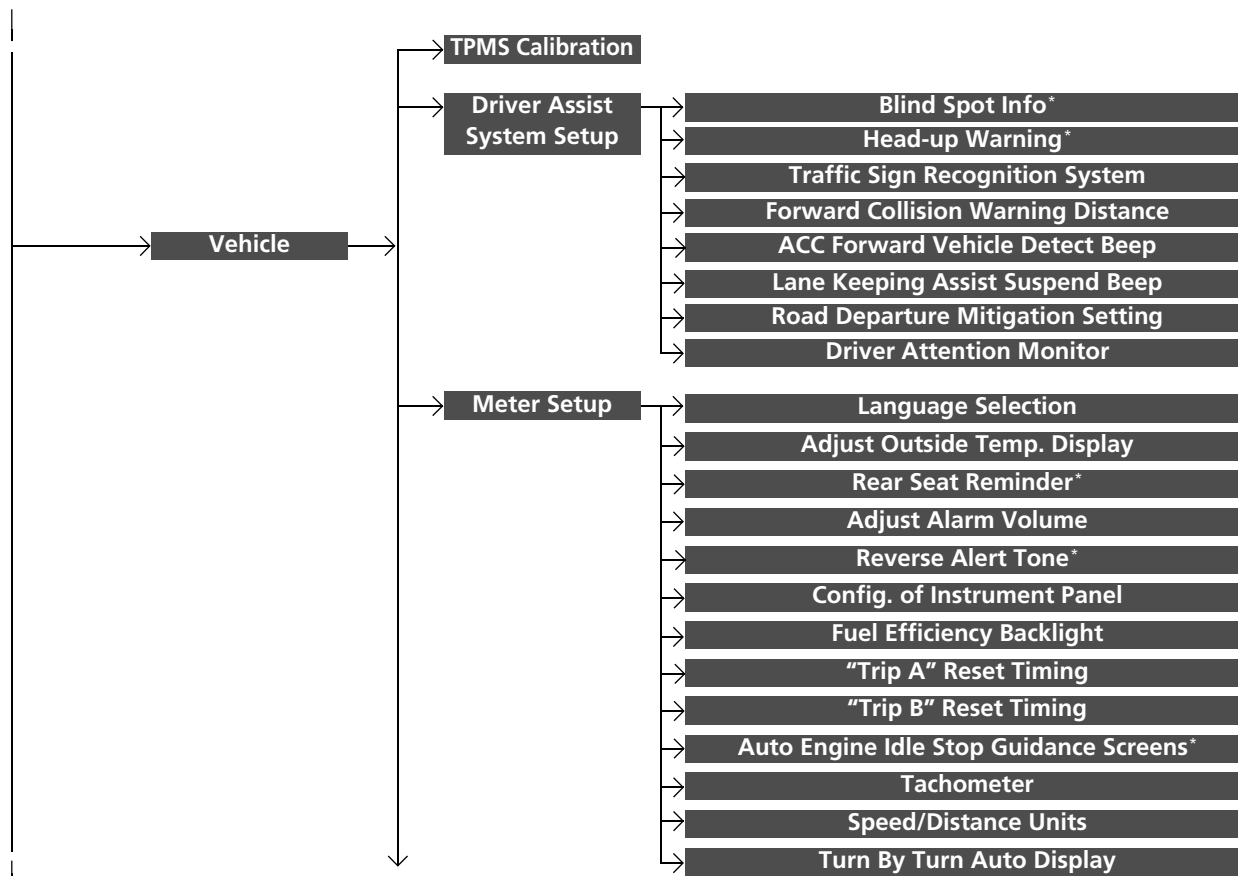 TPMS Calibration
Driver Assist
System Setup
Blind Spot Info*
Head-up Warning*
Traffic Sign Recognition System
Forward Collision Warning Distance
Vehicle
ACC Forward Vehicle Detect Beep
Lane Keeping Assist Suspend Beep
Road Departure Mitigation Setting
Driver Attention Monitor
Meter Setup
Language Selection
Adjust Outside Temp. Display
Rear Seat Reminder*
Adjust Alarm Volume
Reverse Alert Tone*
Config. of Instrument Panel
Fuel Efficiency Backlight
“Trip A” Reset Timing
“Trip B” Reset Timing
Auto Engine Idle Stop Guidance Screens*
Tachometer
Speed/Distance Units
Turn By Turn Auto Display